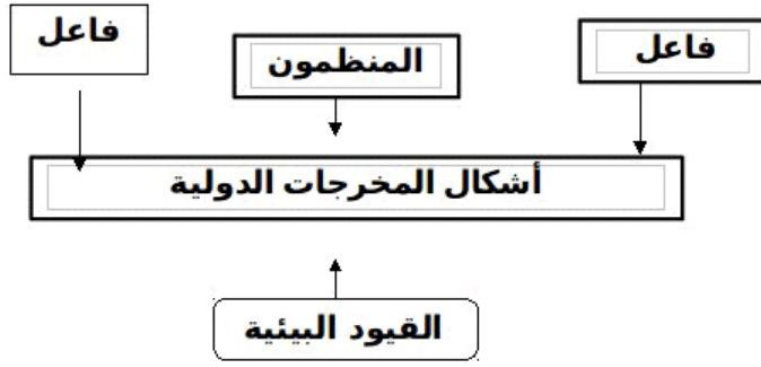 فاعل
المنظمون
فاعل
أشكال المخرجات الدولية
القيود البيئية